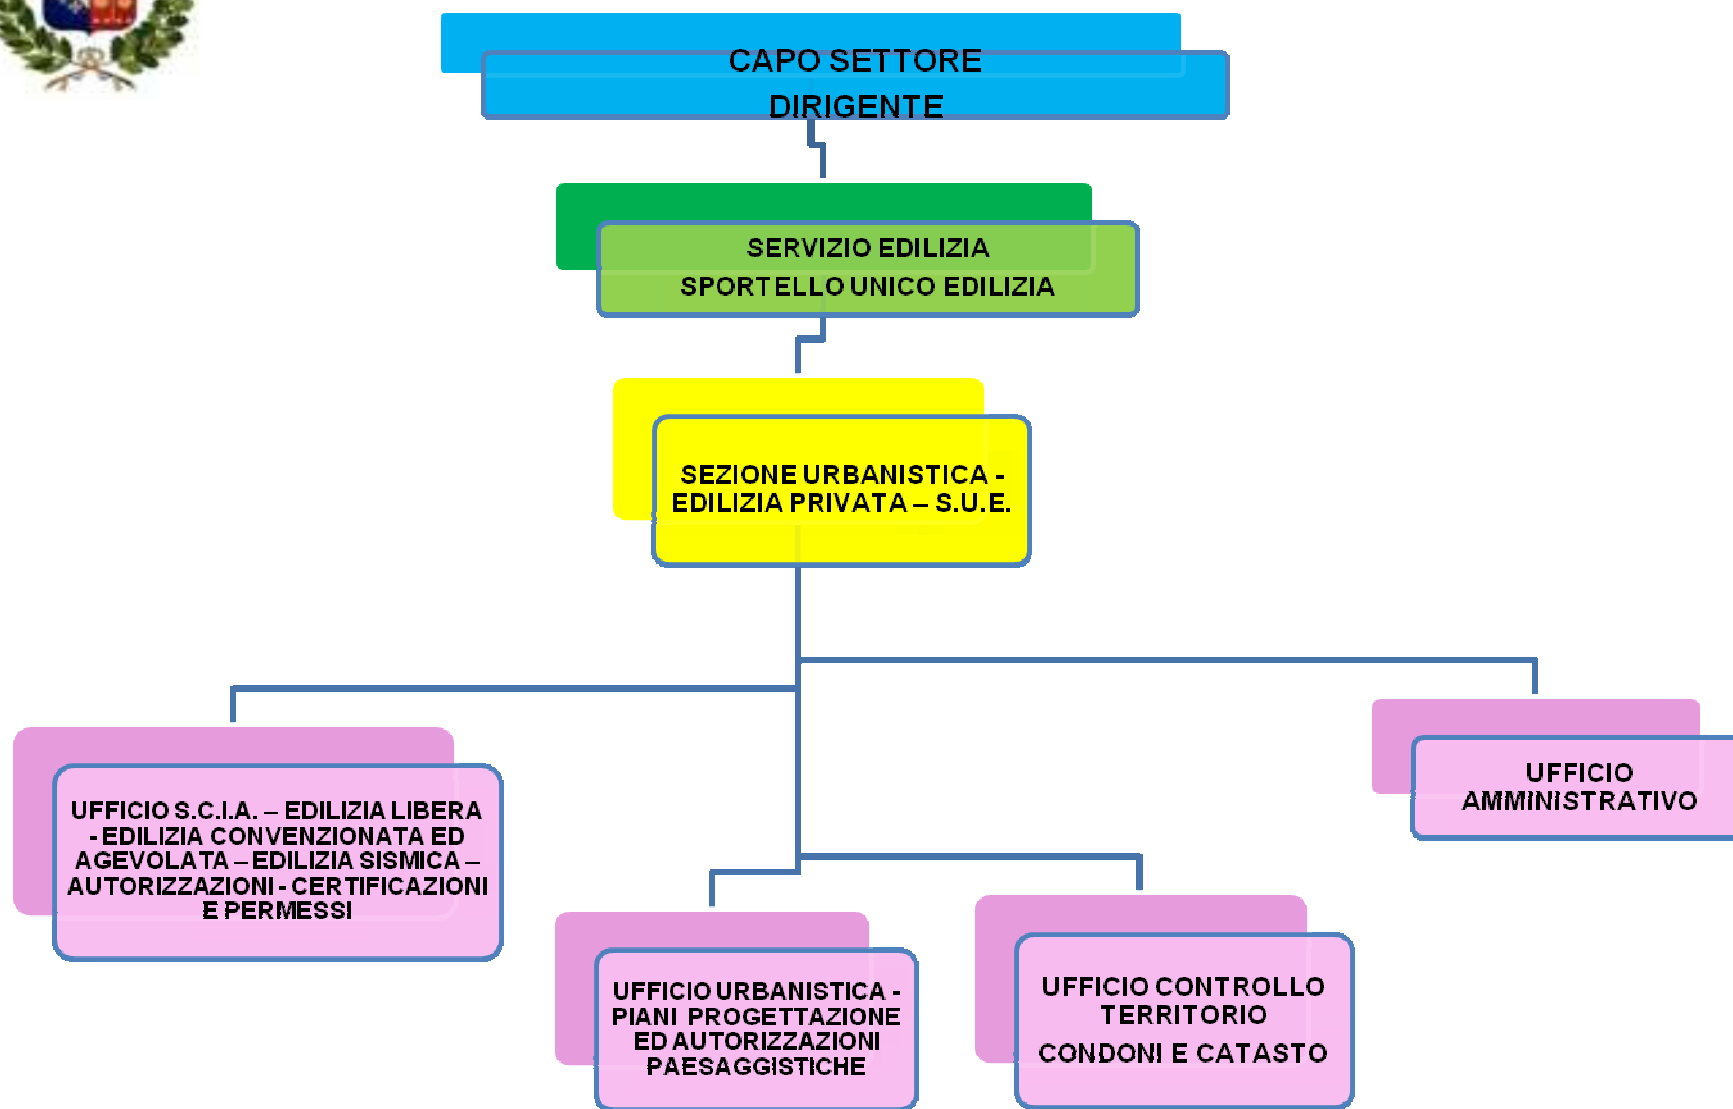 CAPO SETTORE
DIRIGENTE
SERVIZIO EDILIZIA
SPORTELLO UNICO EDILIZIA
SEZIONE URBANISTICA -
EDILIZIA PRIVATA – S.U.E.
UFFICIO S.C.I.A. – EDILIZIA LIBERA
- EDILIZIA CONVENZIONATA ED
AGEVOLATA – EDILIZIA SISMICA –
AUTORIZZAZIONI - CERTIFICAZIONI
E PERMESSI
UFFICIO URBANISTICA -
PIANI PROGETTAZIONE
ED AUTORIZZAZIONI
PAESAGGISTICHE
UFFICIO CONTROLLO
TERRITORIO
CONDONI E CATASTO
UFFICIO
AMMINISTRATIVO